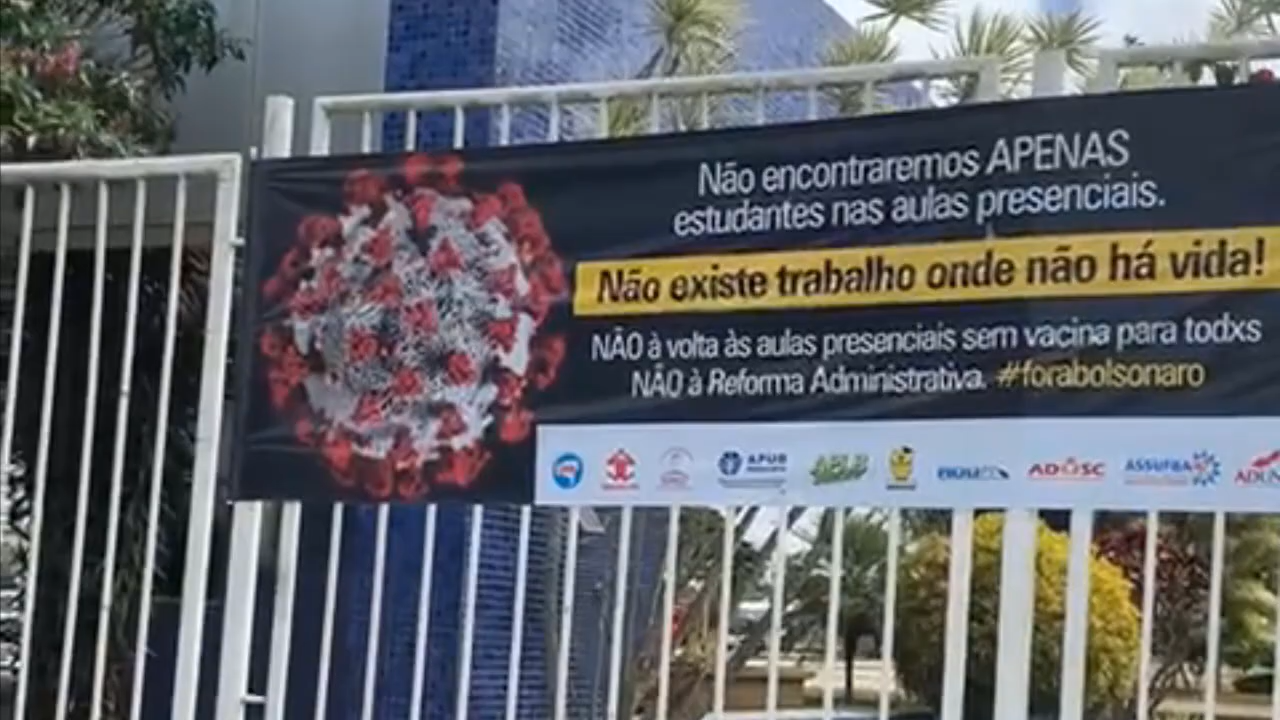 Não encontraremos APENAS
estudantes nas aulas presenciais.
Não existe trabalho onde não há vida!
NÃO à volta às aulas presenciais sem vacina para todxs
NÃO à Reforma Administrativa. #forabolsonaro
APUB ADUSC ASSUFBA